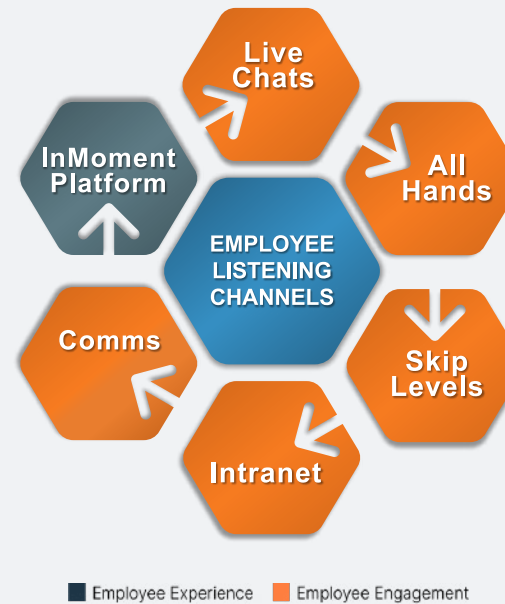 Live
Chats
All
Hands
Skip
Levels
Intranet
Comms
InMoment
Platform
EMPLOYEE
LISTENING
CHANNELS
Employee Experience
Employee Engagement